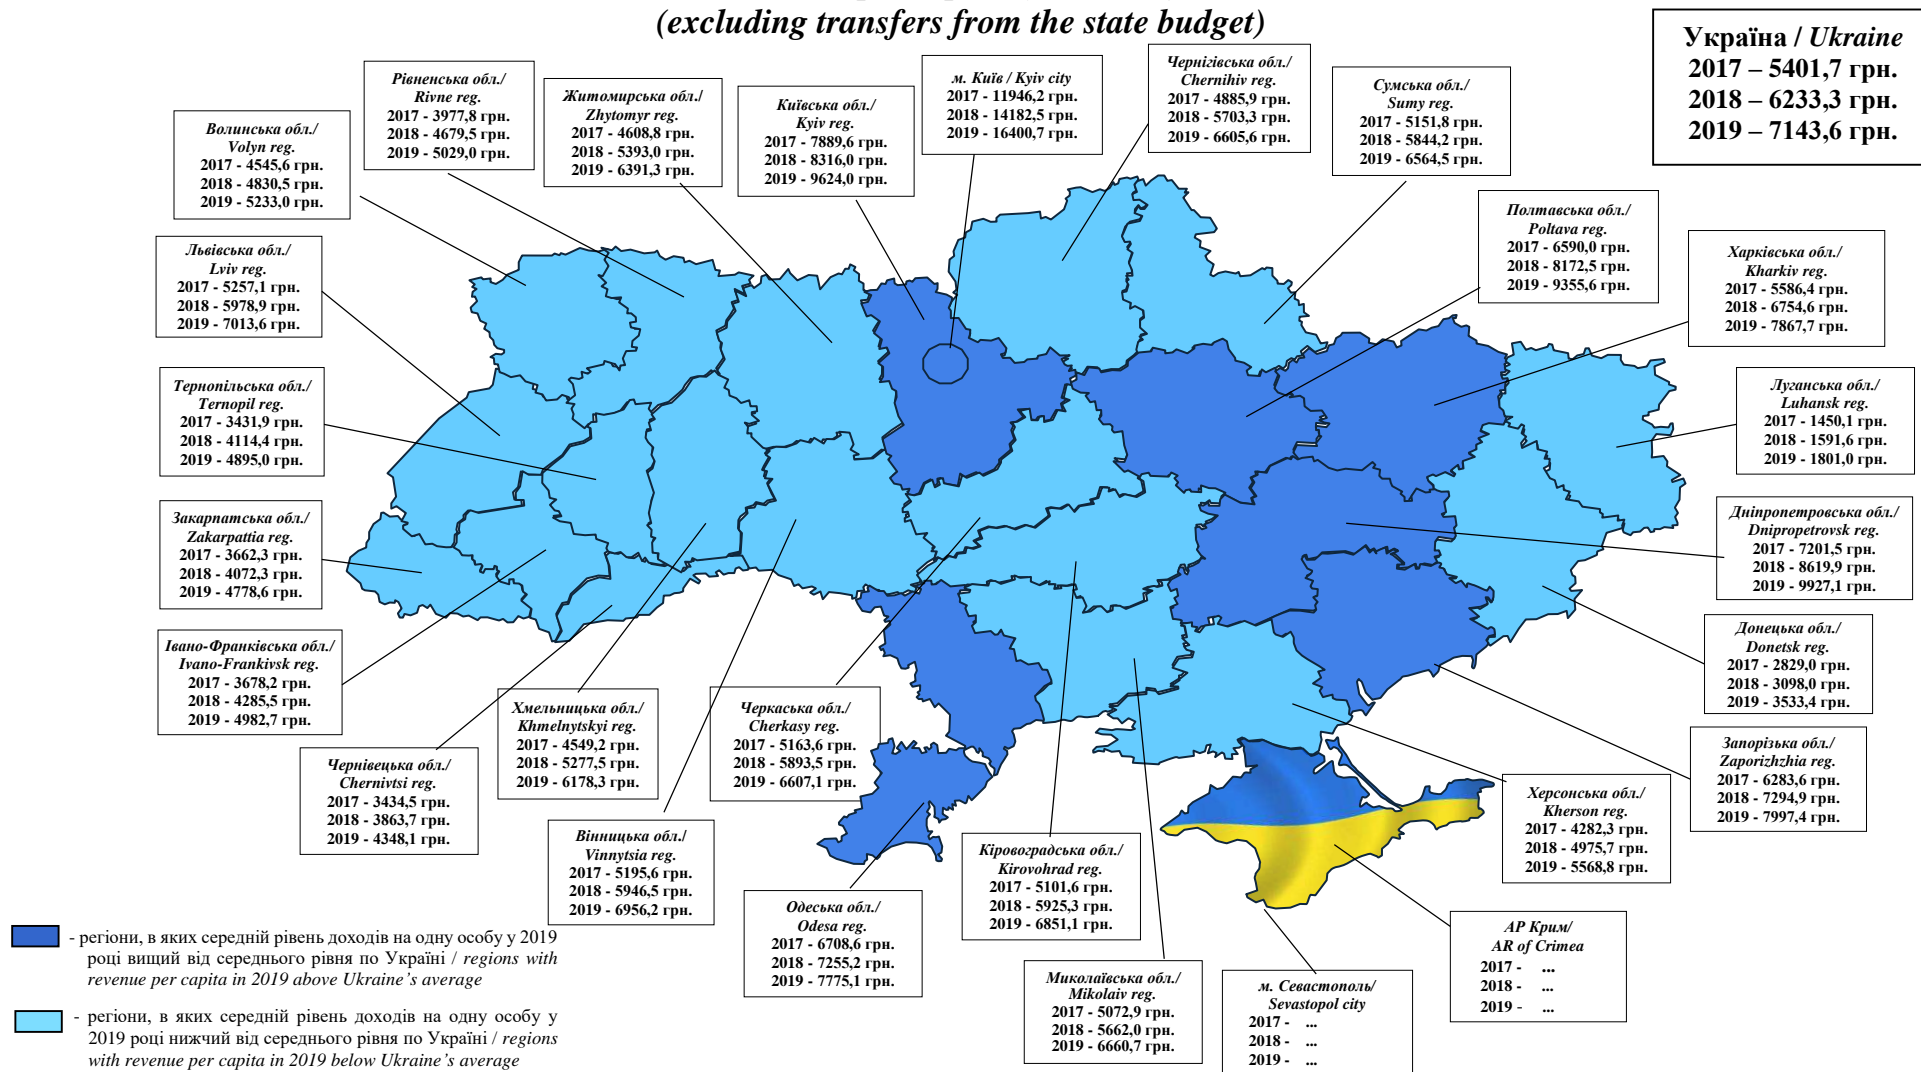 (excluding transfers from the state budget)
Україна / Ukraine
2017 – 5401,7 грн.
2018 – 6233,3 грн.
2019 – 7143,6 грн.
Рівненська обл./
Rivne reg.
2017 - 3977,8 грн.
2018 - 4679,5 грн.
2019 - 5029,0 грн.
Житомирська обл./
Zhytomyr reg.
2017 - 4608,8 грн.
2018 - 5393,0 грн.
2019 - 6391,3 грн.
Київська обл./
Kyiv reg.
2017 - 7889,6 грн.
2018 - 8316,0 грн.
2019 - 9624,0 грн.
м. Київ / Kyiv city
2017 - 11946,2 грн.
2018 - 14182,5 грн.
2019 - 16400,7 грн.
Чернігівська обл./
Chernihiv reg.
2017 - 4885,9 грн.
2018 - 5703,3 грн.
2019 - 6605,6 грн.
Сумська обл./
Sumy reg.
2017 - 5151,8 грн.
2018 - 5844,2 грн.
2019 - 6564,5 грн.
Волинська обл./
Volyn reg.
2017 - 4545,6 грн.
2018 - 4830,5 грн.
2019 - 5233,0 грн.
Полтавська обл./
Poltava reg.
2017 - 6590,0 грн.
2018 - 8172,5 грн.
2019 - 9355,6 грн.
Харківська обл./
Kharkiv reg.
2017 - 5586,4 грн.
2018 - 6754,6 грн.
2019 - 7867,7 грн.
Львівська обл./
Lviv reg.
2017 - 5257,1 грн.
2018 - 5978,9 грн.
2019 - 7013,6 грн.
Тернопільська обл./
Ternopil reg.
2017 - 3431,9 грн.
2018 - 4114,4 грн.
2019 - 4895,0 грн.
Луганська обл./
Luhansk reg.
2017 - 1450,1 грн.
2018 - 1591,6 грн.
2019 - 1801,0 грн.
Закарпатська обл./
Zakarpattia reg.
2017 - 3662,3 грн.
2018 - 4072,3 грн.
2019 - 4778,6 грн.
Дніпропетровська обл./
Dnipropetrovsk reg.
2017 - 7201,5 грн.
2018 - 8619,9 грн.
2019 - 9927,1 грн.
Івано-Франківська обл./
Ivano-Frankivsk reg.
2017 - 3678,2 грн.
2018 - 4285,5 грн.
2019 - 4982,7 грн.
Донецька обл./
Donetsk reg.
2017 - 2829,0 грн.
2018 - 3098,0 грн.
2019 - 3533,4 грн.
Чернівецька обл./
Chernivtsi reg.
2017 - 3434,5 грн.
2018 - 3863,7 грн.
2019 - 4348,1 грн.
Хмельницька обл./
Khmelnytskyi reg.
2017 - 4549,2 грн.
2018 - 5277,5 грн.
2019 - 6178,3 грн.
Черкаська обл./
Cherkasy reg.
2017 - 5163,6 грн.
2018 - 5893,5 грн.
2019 - 6607,1 грн.
Запорізька обл./
Zaporizhzhia reg.
2017 - 6283,6 грн.
2018 - 7294,9 грн.
2019 - 7997,4 грн.
Херсонська обл./
Kherson reg.
2017 - 4282,3 грн.
2018 - 4975,7 грн.
2019 - 5568,8 грн.
Вінницька обл./
Vinnytsia reg.
2017 - 5195,6 грн.
2018 - 5946,5 грн.
2019 - 6956,2 грн.
Кіровоградська обл./
Kirovohrad reg.
2017 - 5101,6 грн.
2018 - 5925,3 грн.
2019 - 6851,1 грн.
Одеська обл./
Odesa reg.
2017 - 6708,6 грн.
2018 - 7255,2 грн.
2019 - 7775,1 грн.
АР Крим/
AR of Crimea
2017 - ...
2018 - ...
2019 - ...
Миколаївська обл./
Mikolaiv reg.
2017 - 5072,9 грн.
2018 - 5662,0 грн.
2019 - 6660,7 грн.
м. Севастополь/
Sevastopol city
2017 - ...
2018 - ...
2019 - ...
- регіони, в яких середній рівень доходів на одну особу у 2019
році вищий від середнього рівня по Україні / regions with
revenue per capita in 2019 above Ukraine’s average
- регіони, в яких середній рівень доходів на одну особу у
2019 році нижчий від середнього рівня по Україні / regions
with revenue per capita in 2019 below Ukraine’s average